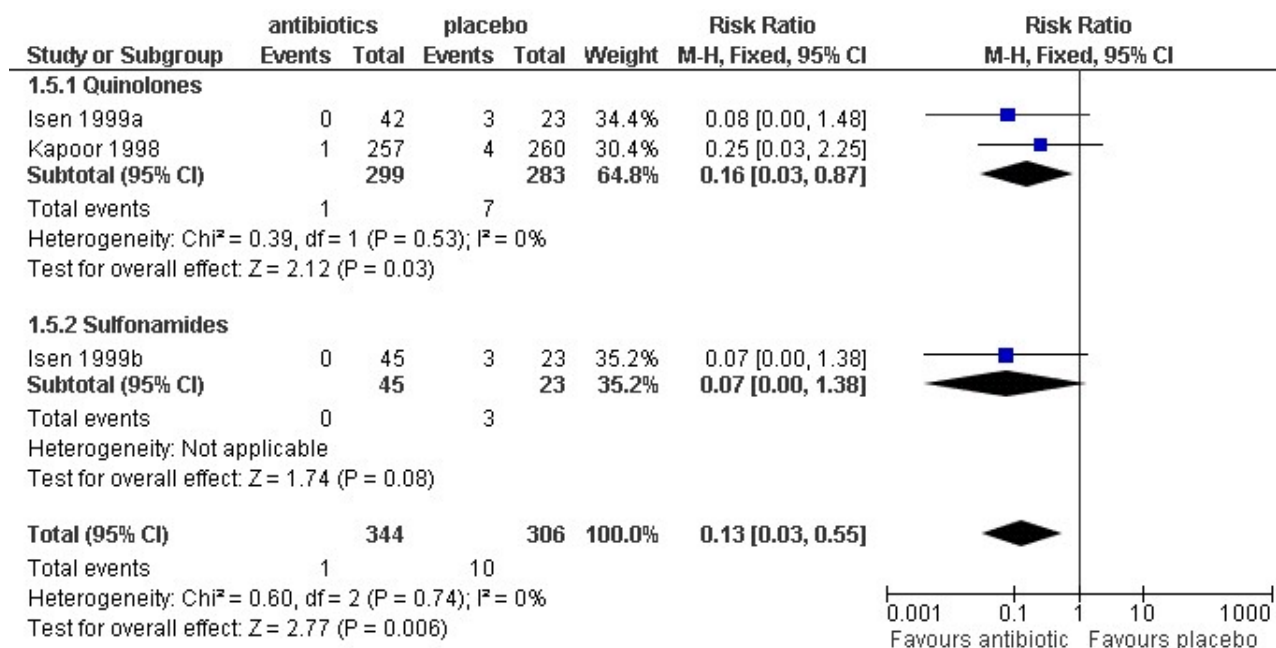 antibiotics placebo Risk Ratio Risk Ratio
Study or Subgroup Events Total Events Total Weight M-H, Fixed, 95% CI M-H, Fixed, 95% CI
1.5.1 Quinolones
Isen 1999a 0 42 3 23 34.4% 0.08 [0.00, 1.48]
Kapoor 1998 1 257 4 260 30.4% 0.25 [0.03, 2.25]
Subtotal (95% CI) 299 283 64.8% 0.16 [0.03, 0.87]
Total events 1 7
Heterogeneity: Chi² = 0.39, df = 1 (P = 0.53); I² = 0%
Test for overall effect: Z = 2.12 (P = 0.03)
1.5.2 Sulfonamides
Isen 1999b 0 45 3 23 35.2% 0.07 [0.00, 1.38]
Subtotal (95% CI) 45 23 35.2% 0.07 [0.00, 1.38]
Total events 0 3
Heterogeneity: Not applicable
Test for overall effect: Z = 1.74 (P = 0.08)
Total (95% CI) 344 306 100.0% 0.13 [0.03, 0.55]
Total events 1 10
Heterogeneity: Chi² = 0.60, df = 2 (P = 0.74); I² = 0%
Test for overall effect: Z = 2.77 (P = 0.006)
0.001 0.1 1 10 1000
Favours antibiotic Favours placebo